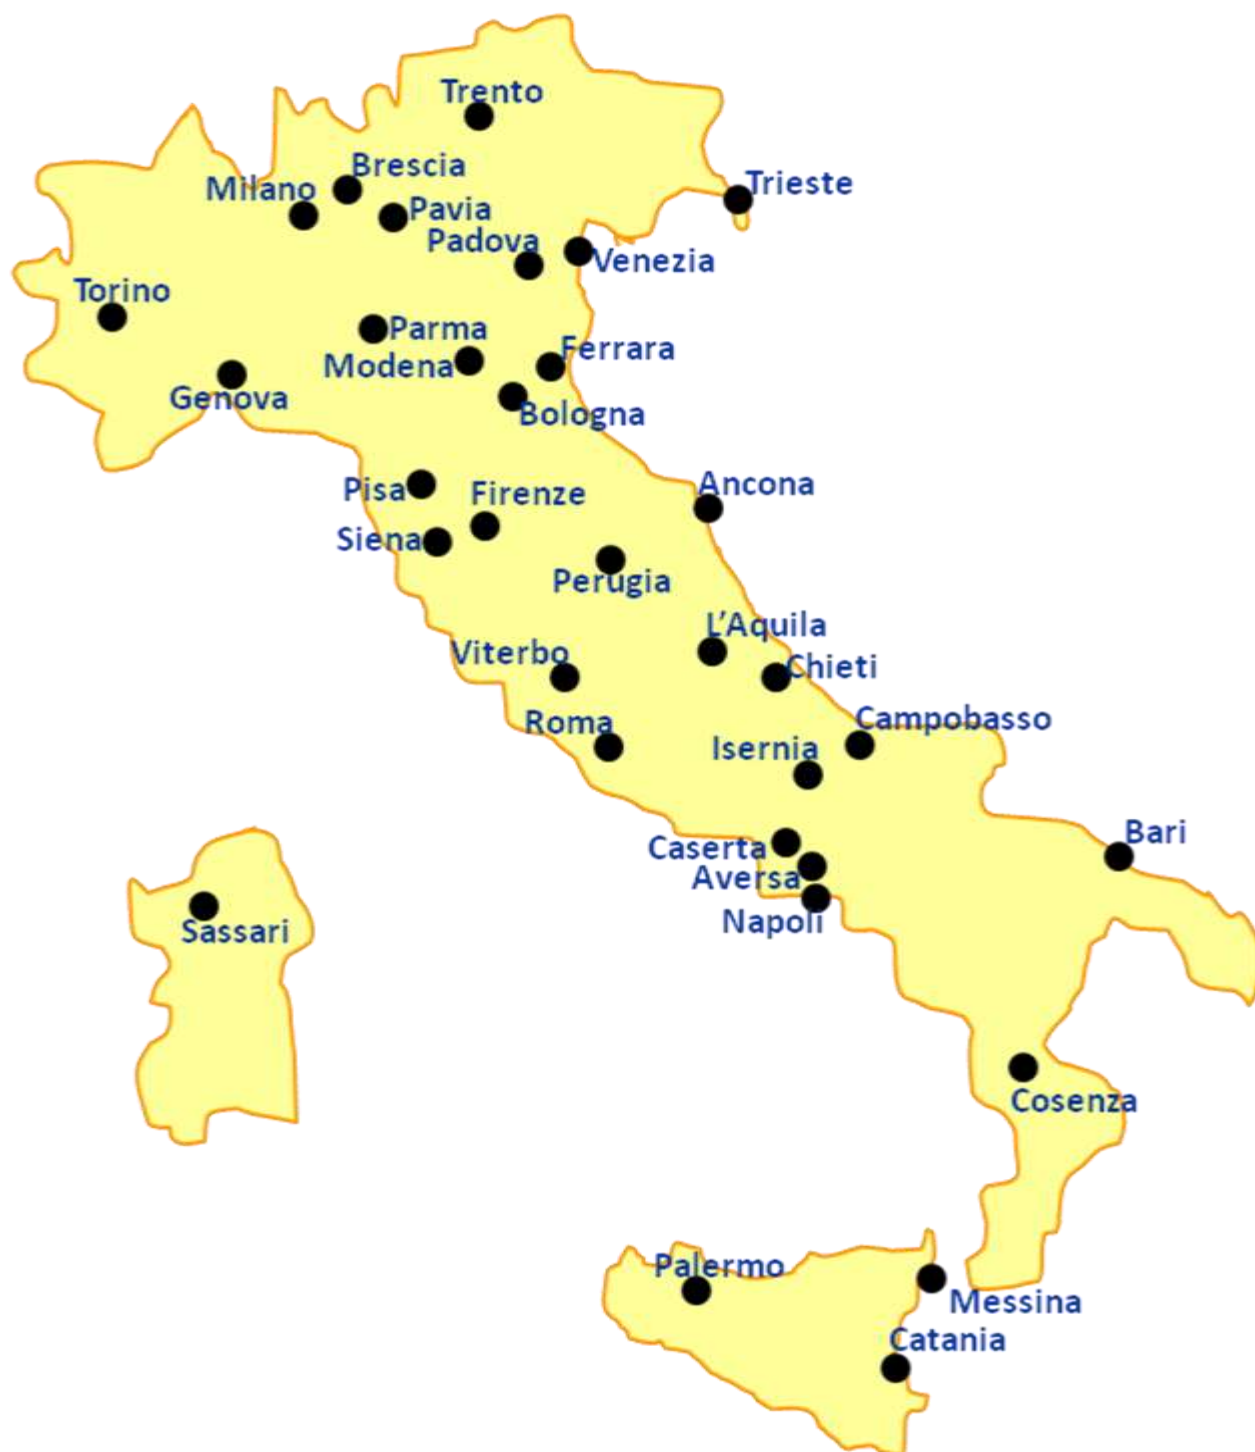 Trento
Brescia
Milano
Trieste
Pavia
Padova
Venezia
Torino
Parma
Ferrara
Modena
Genova
Bologna
Pisa
Firenze
Ancona
Siena
Perugia
L'Aquila
Viterbo
Chieti
Roma
Campobasso
Isernia
Bari
Caserta
Aversa
Napoli
Sassari
Cosenza
Palermo
Messina
Catania